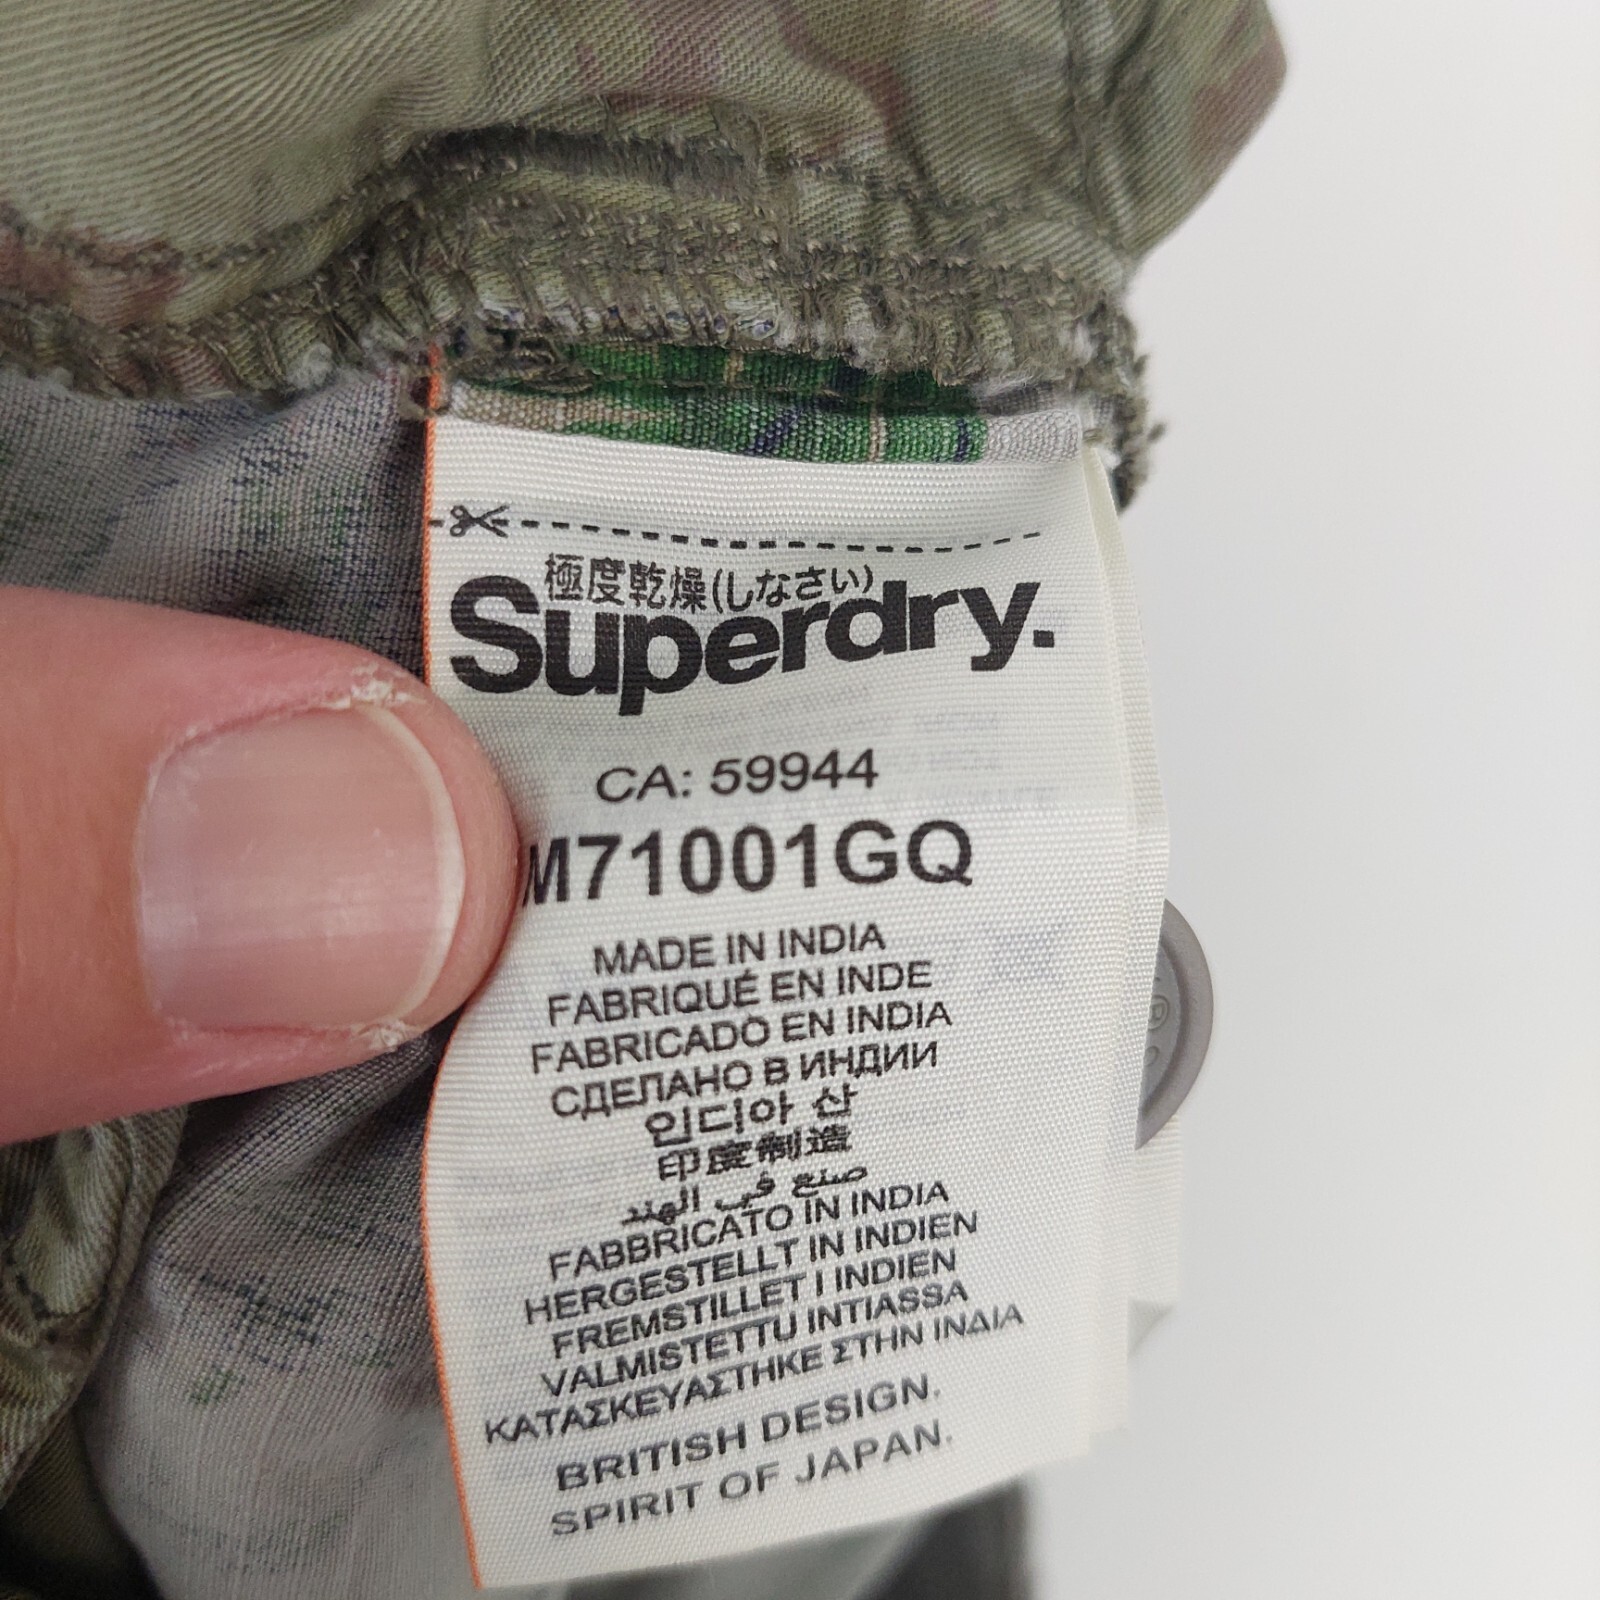 極度乾燥(しなさい)
Superdry.
CA: 59944
M71001GQ
MADE IN INDIA
FABRIQUÉ EN INDE
FABRICADO EN INDIA
СДЕЛАНО В ИНДИИ
인디아 산
印度制造
صنع في الهند
FABBRICATO IN INDIA
HERGESTELLT IN INDIEN
FREMSTILLET I INDIEN
VALMISTETTU INTIASSA
ΚΑΤΑΣΚΕΥΑΣΤΗΚΕ ΣΤΗΝ ΙΝΔΙΑ
BRITISH DESIGN.
SPIRIT OF JAPAN.